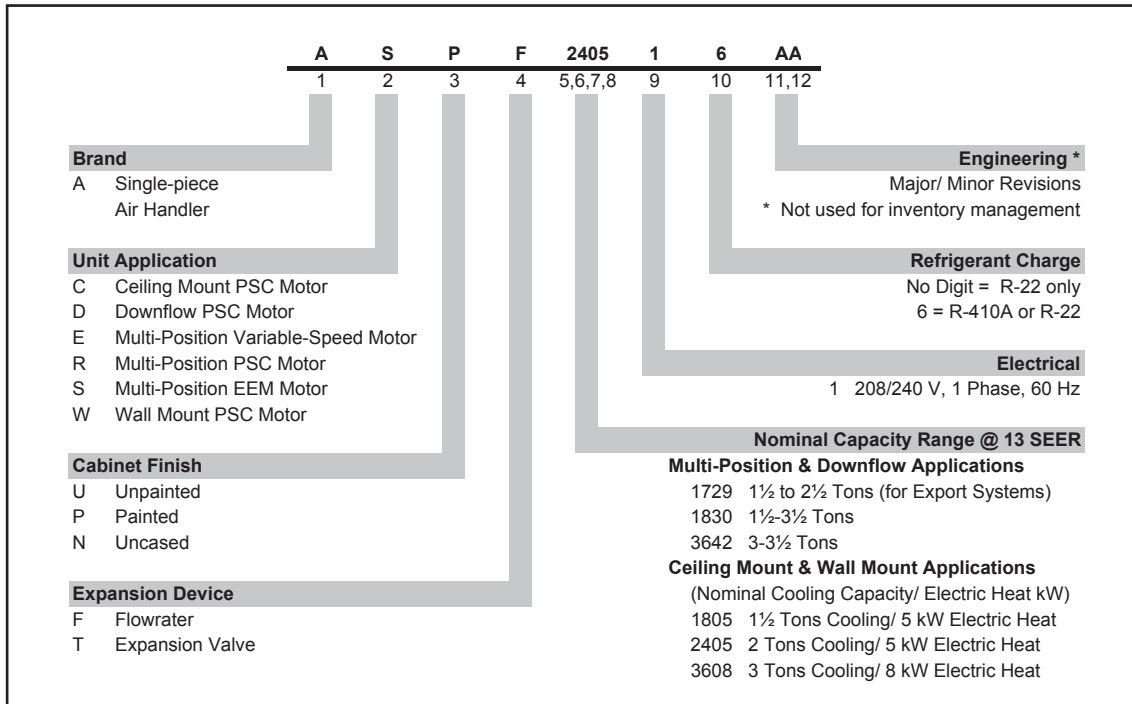 A S P F 2405 1 6 AA
1 2 3 4 5,6,7,8 9 10 11,12
Brand
A Single-piece
Air Handler
Unit Application
C Ceiling Mount PSC Motor
D Downflow PSC Motor
E Multi-Position Variable-Speed Motor
R Multi-Position PSC Motor
S Multi-Position EEM Motor
W Wall Mount PSC Motor
Cabinet Finish
U Unpainted
P Painted
N Uncased
Expansion Device
F Flowrater
T Expansion Valve
Engineering *
Major/ Minor Revisions
* Not used for inventory management
Refrigerant Charge
No Digit = R-22 only
6 = R-410A or R-22
Electrical
1 208/240 V, 1 Phase, 60 Hz
Nominal Capacity Range @ 13 SEER
Multi-Position & Downflow Applications
1729 1½ to 2½ Tons (for Export Systems)
1830 1½-3½ Tons
3642 3-3½ Tons
Ceiling Mount & Wall Mount Applications
(Nominal Cooling Capacity/ Electric Heat kW)
1805 1½ Tons Cooling/ 5 kW Electric Heat
2405 2 Tons Cooling/ 5 kW Electric Heat
3608 3 Tons Cooling/ 8 kW Electric Heat